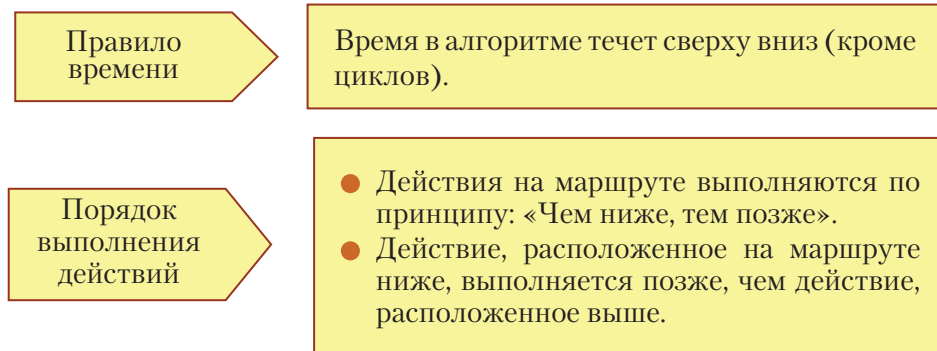 Правило
времени
Время в алгоритме течет сверху вниз (кроме
циклов).
Порядок
выполнения
действий
● Действия на маршруте выполняются по
принципу: «Чем ниже, тем позже».
● Действие, расположенное на маршруте
ниже, выполняется позже, чем действие,
расположенное выше.